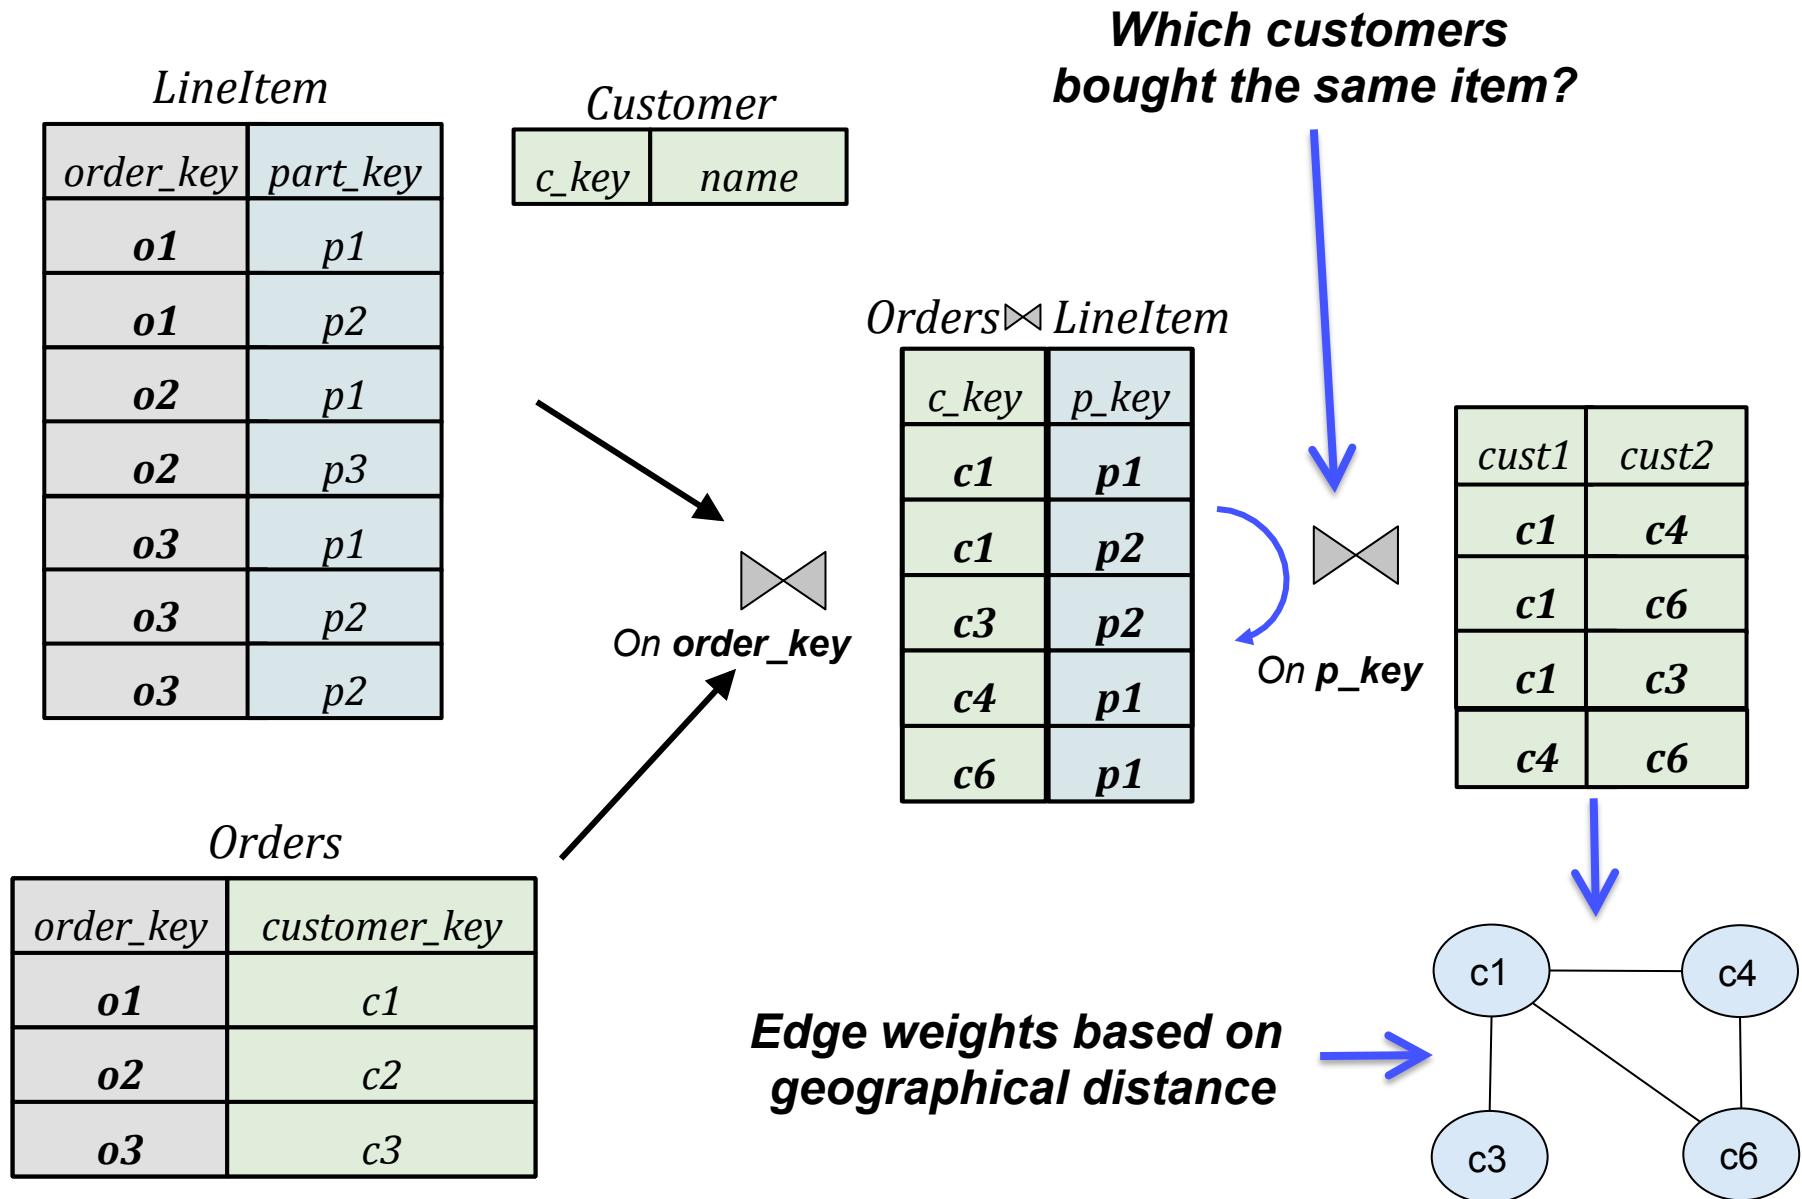 Which customers
bought the same item?
LineItem
order_key part_key
o1 p1
o1 p2
o2 p1
o2 p3
o3 p1
o3 p2
o3 p2
Customer
c_key name
Orders
order_key customer_key
o1 c1
o2 c2
o3 c3
On order_key
Orders⋈ LineItem
c_key p_key
c1 p1
c1 p2
c3 p2
c4 p1
c6 p1
On p_key
cust1 cust2
c1 c4
c1 c6
c1 c3
c4 c6
Edge weights based on
geographical distance
c1 c4
c3 c6